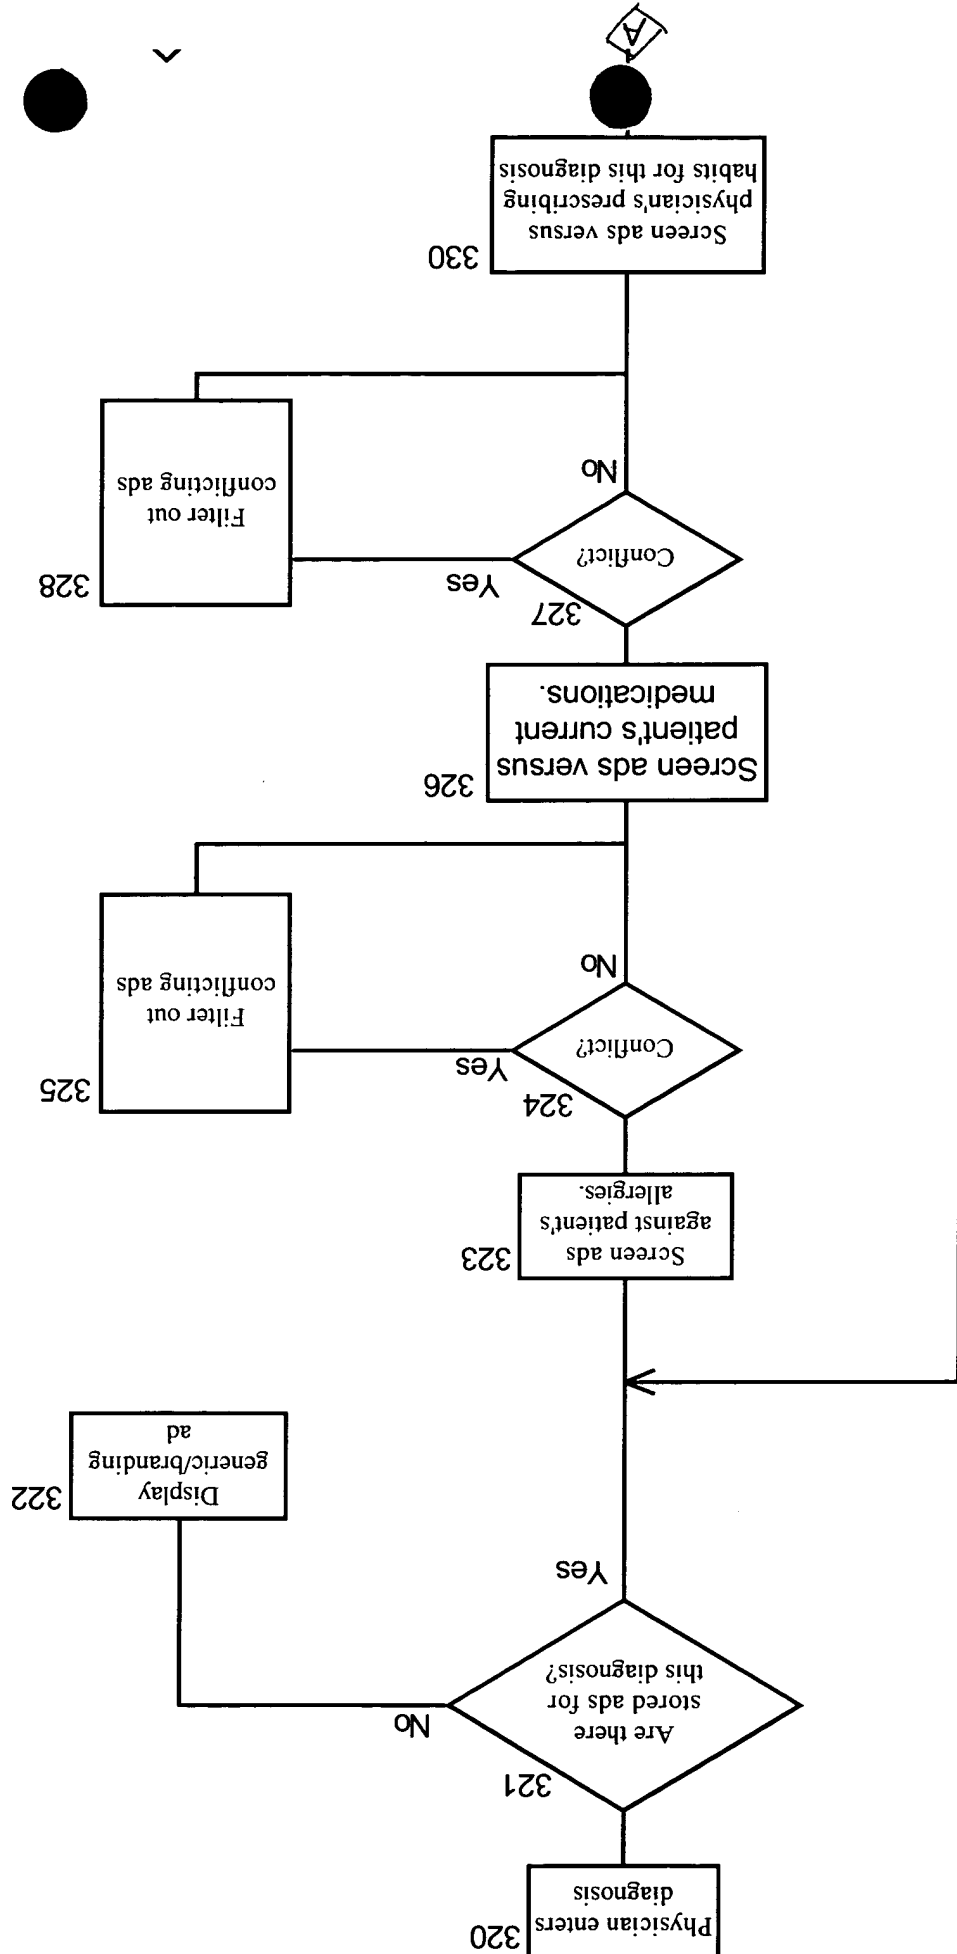 320
Physician enters
diagnosis
321
Are there
stored ads for
this diagnosis?
No
Yes
322
Display
generic/branding
ad
323
Screen ads
against patient's
allergies.
324
Conflict?
Yes
No
325
Filter out
conflicting ads
326
Screen ads versus
patient's current
medications.
327
Conflict?
Yes
No
328
Filter out
conflicting ads
330
Screen ads versus
physician's prescribing
habits for this diagnosis
A